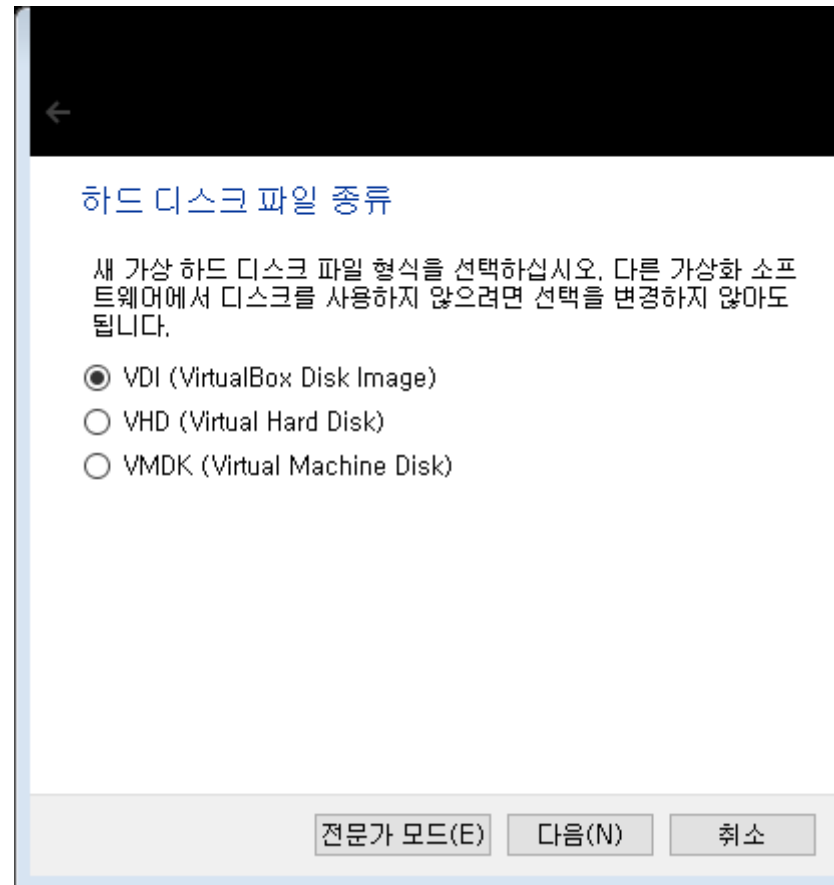 하드 디스크 파일 종류
새 가상 하드 디스크 파일 형식을 선택하십시오. 다른 가상화 소프
트웨어에서 디스크를 사용하지 않으려면 선택을 변경하지 않아도
됩니다.
VDI (VirtualBox Disk Image)
VHD (Virtual Hard Disk)
VMDK (Virtual Machine Disk)
전문가 모드(E) 다음(N) 취소